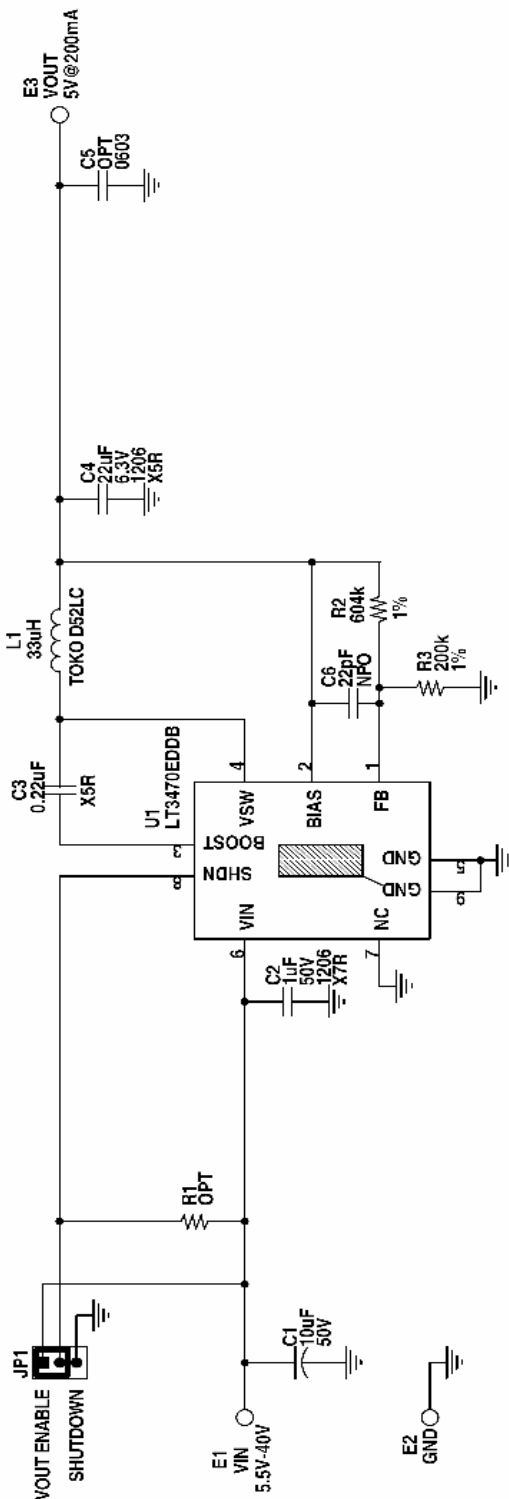 JP1
VOUT ENABLE
SHUTDOWN
E1
VIN
5.5V-40V
E2
GND
C1
10uF
50V
R1
OPT
C2
1uF
50V
1206
X7R
C3
0.22uF
X5R
U1
LT3470EDDB
VIN
6
NC
7
SHDN
8
BOOST
3
VSW
4
BIAS
2
FB
1
GND
5
GND
9
L1
33uH
TOKO D52LC
C6
22pF
NPO
R2
604k
1%
R3
200k
1%
C4
22uF
6.3V
1206
X5R
C5
OPT
0603
E3
VOUT
5V@200mA